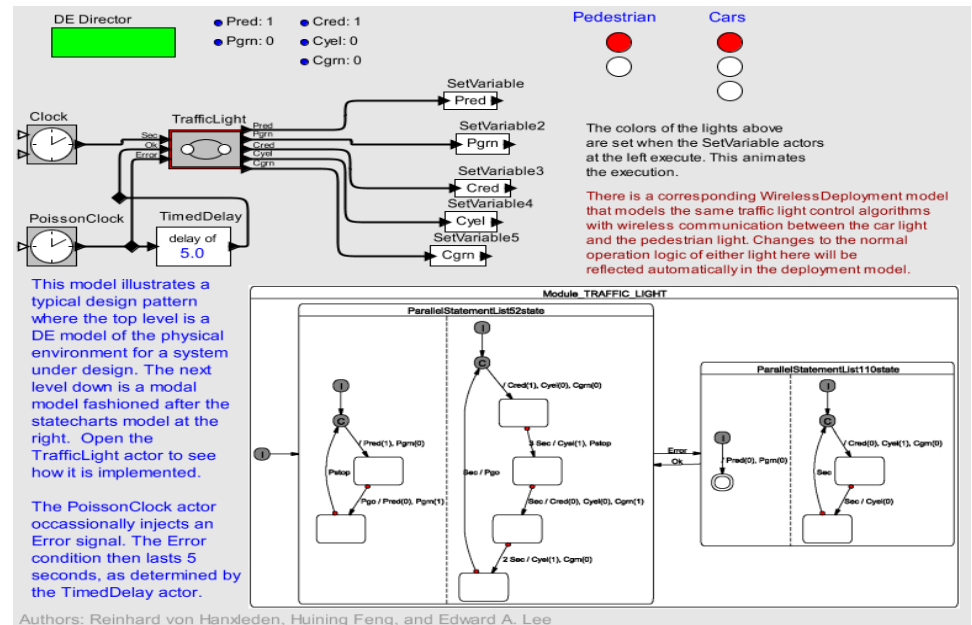 DE Director
Pred: 1
Cred: 1
Pgrn: 0
Cyel: 0
Cgrn: 0
Pedestrian
Cars
Clock
TrafficLight
Sec
Ok
Error
Pred
Pgrn
Cred
Cyel
Cgrn
SetVariable
Pred
SetVariable2
Pgrn
SetVariable3
Cred
SetVariable4
Cyel
SetVariable5
Cgrn
PoissonClock
TimedDelay
delay of
5.0
The colors of the lights above
are set when the SetVariable actors
at the left execute. This animates
the execution.
There is a corresponding WirelessDeployment model
that models the same traffic light control algorithms
with wireless communication between the car light
and the pedestrian light. Changes to the normal
operation logic of either light here will be
reflected automatically in the deployment model.
This model illustrates a
typical design pattern
where the top level is a
DE model of the physical
environment for a system
under design. The next
level down is a modal
model fashioned after the
statecharts model at the
right. Open the
TrafficLight actor to see
how it is implemented.
The PoissonClock actor
occassionally injects an
Error signal. The Error
condition then lasts 5
seconds, as determined by
the TimedDelay actor.
Module_TRAFFIC_LIGHT
ParallelStatementList52state
I
C
/ Pred(1), Pgrn(0)
Pstop
Pgo / Pred(0), Pgrn(1)
I
C
/ Cred(1), Cyel(0), Cgrn(0)
3 Sec / Cyel(1), Pstop
Sec / Pgo
Sec / Cred(0), Cyel(0), Cgrn(1)
2 Sec / Cyel(1), Cgrn(0)
I
Error
Ok
ParallelStatementList110state
I
/ Pred(0), Pgrn(0)
I
C
/ Cred(0), Cyel(1), Cgrn(0)
Sec
Sec / Cyel(0)
Authors: Reinhard von Hanxleden, Huining Feng, and Edward A. Lee